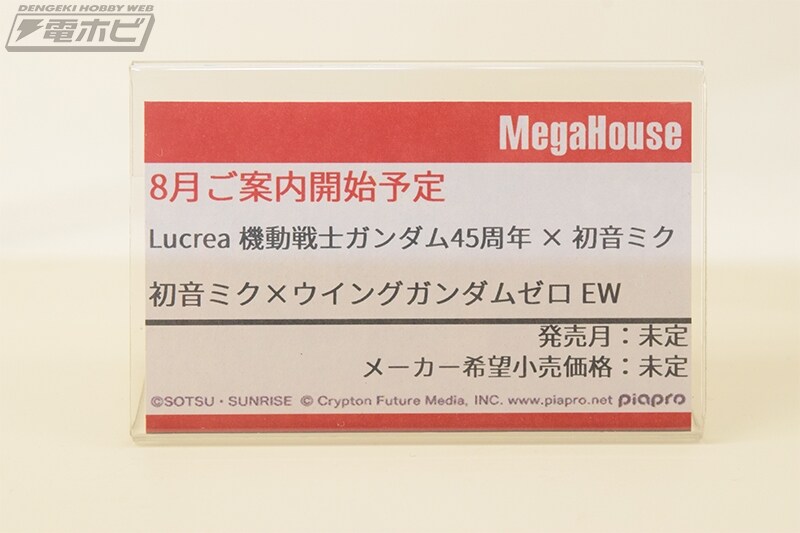 DENGEKI HOBBY WEB
電ホビ
MegaHouse
8月ご案内開始予定
Lucrea 機動戦士ガンダム45周年 × 初音ミク
初音ミク×ウイングガンダムゼロ EW
発売月：未定
メーカー希望小売価格：未定
©SOTSU・SUNRISE © Crypton Future Media, INC. www.piapro.net piapro